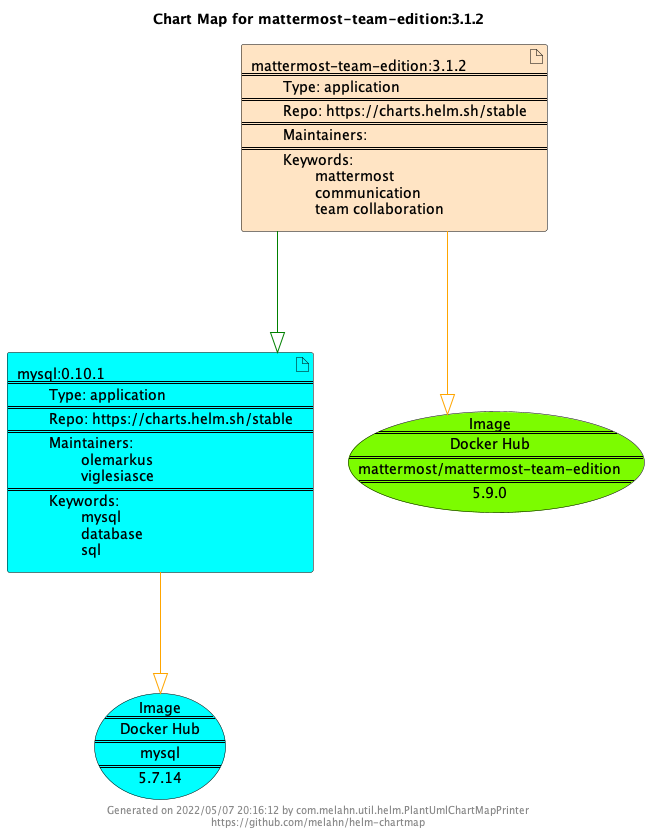 Chart Map for mattermost-team-edition:3.1.2
mattermost-team-edition:3.1.2
Type: application
Repo: https://charts.helm.sh/stable
Maintainers:
Keywords:
mattermost
communication
team collaboration
mysql:0.10.1
Type: application
Repo: https://charts.helm.sh/stable
Maintainers:
olemarkus
viglesiasce
Keywords:
mysql
database
sql
Image
Docker Hub
mattermost/mattermost-team-edition
5.9.0
Image
Docker Hub
mysql
5.7.14
Generated on 2022/05/07 20:16:12 by com.melahn.util.helm.PlantUmlChartMapPrinter
https://github.com/melahn/helm-chartmap